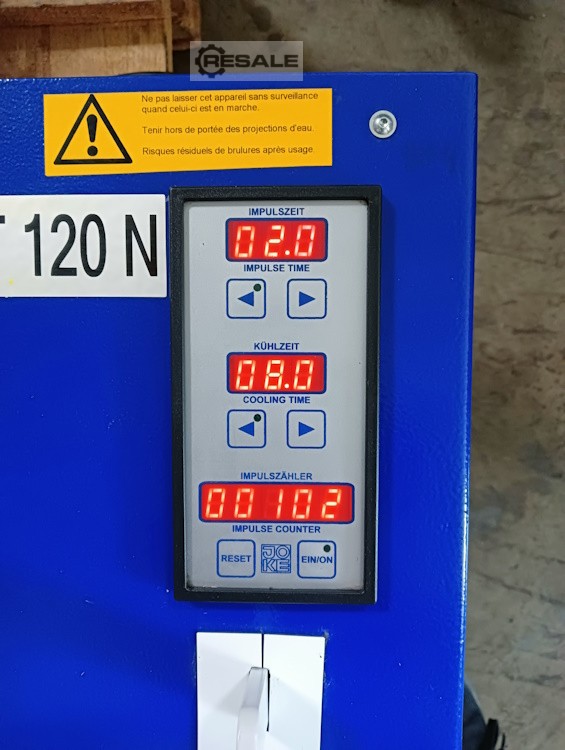 RESALE
Ne pas laisser cet appareil sans surveillance
quand celui-ci est en marche.
Tenir hors de portée des projections d'eau.
Risques résiduels de brulures après usage
120 N
IMPULSZEIT
02.0
IMPULSE TIME
KÜHLZEIT
08.0
COOLING TIME
IMPULSZÄHLER
00102
IMPULSE COUNTER
RESET
JOKE
EIN/ON